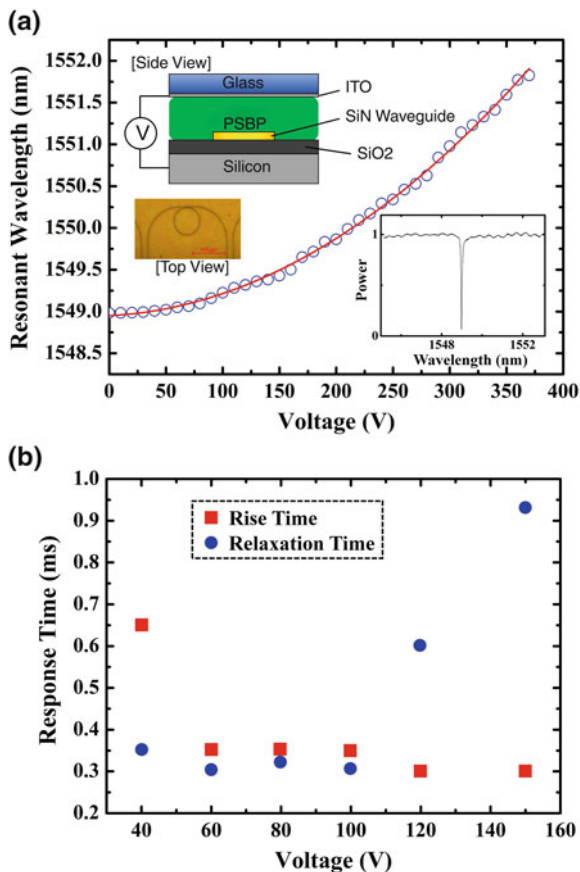 (a)
1552.0
1551.5
1551.0
1550.5
1550.0
1549.5
1549.0
1548.5
Resonant Wavelength (nm)
[Side View]
Glass
ITO
V
PSBP
SiN Waveguide
SiO2
Silicon
[Top View]
1
0
Power
1548
1552
Wavelength (nm)
0
50
100
150
200
250
300
350
400
Voltage (V)
(b)
1.0
0.9
0.8
0.7
0.6
0.5
0.4
0.3
0.2
Response Time (ms)
Rise Time
Relaxation Time
40
60
80
100
120
140
160
Voltage (V)